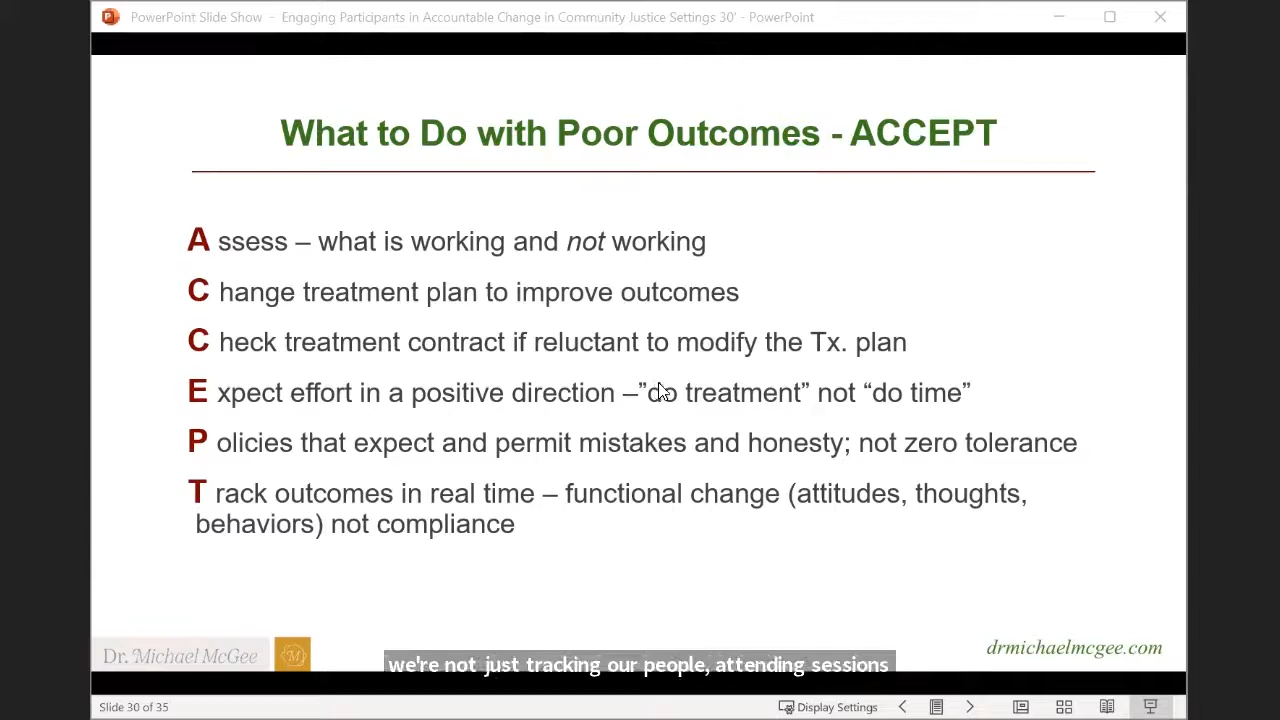 PowerPoint Slide Show - Engaging Participants in Accountable Change in Community Justice Settings 30' - PowerPoint
What to Do with Poor Outcomes - ACCEPT
A ssess – what is working and not working
C hange treatment plan to improve outcomes
C heck treatment contract if reluctant to modify the Tx. plan
E xpect effort in a positive direction –”do treatment” not “do time”
P olicies that expect and permit mistakes and honesty; not zero tolerance
T rack outcomes in real time – functional change (attitudes, thoughts,
behaviors) not compliance
Dr. Michael McGee
M
drmichaelmcgee.com
we're not just tracking our people, attending sessions
Slide 30 of 35
Display Settings